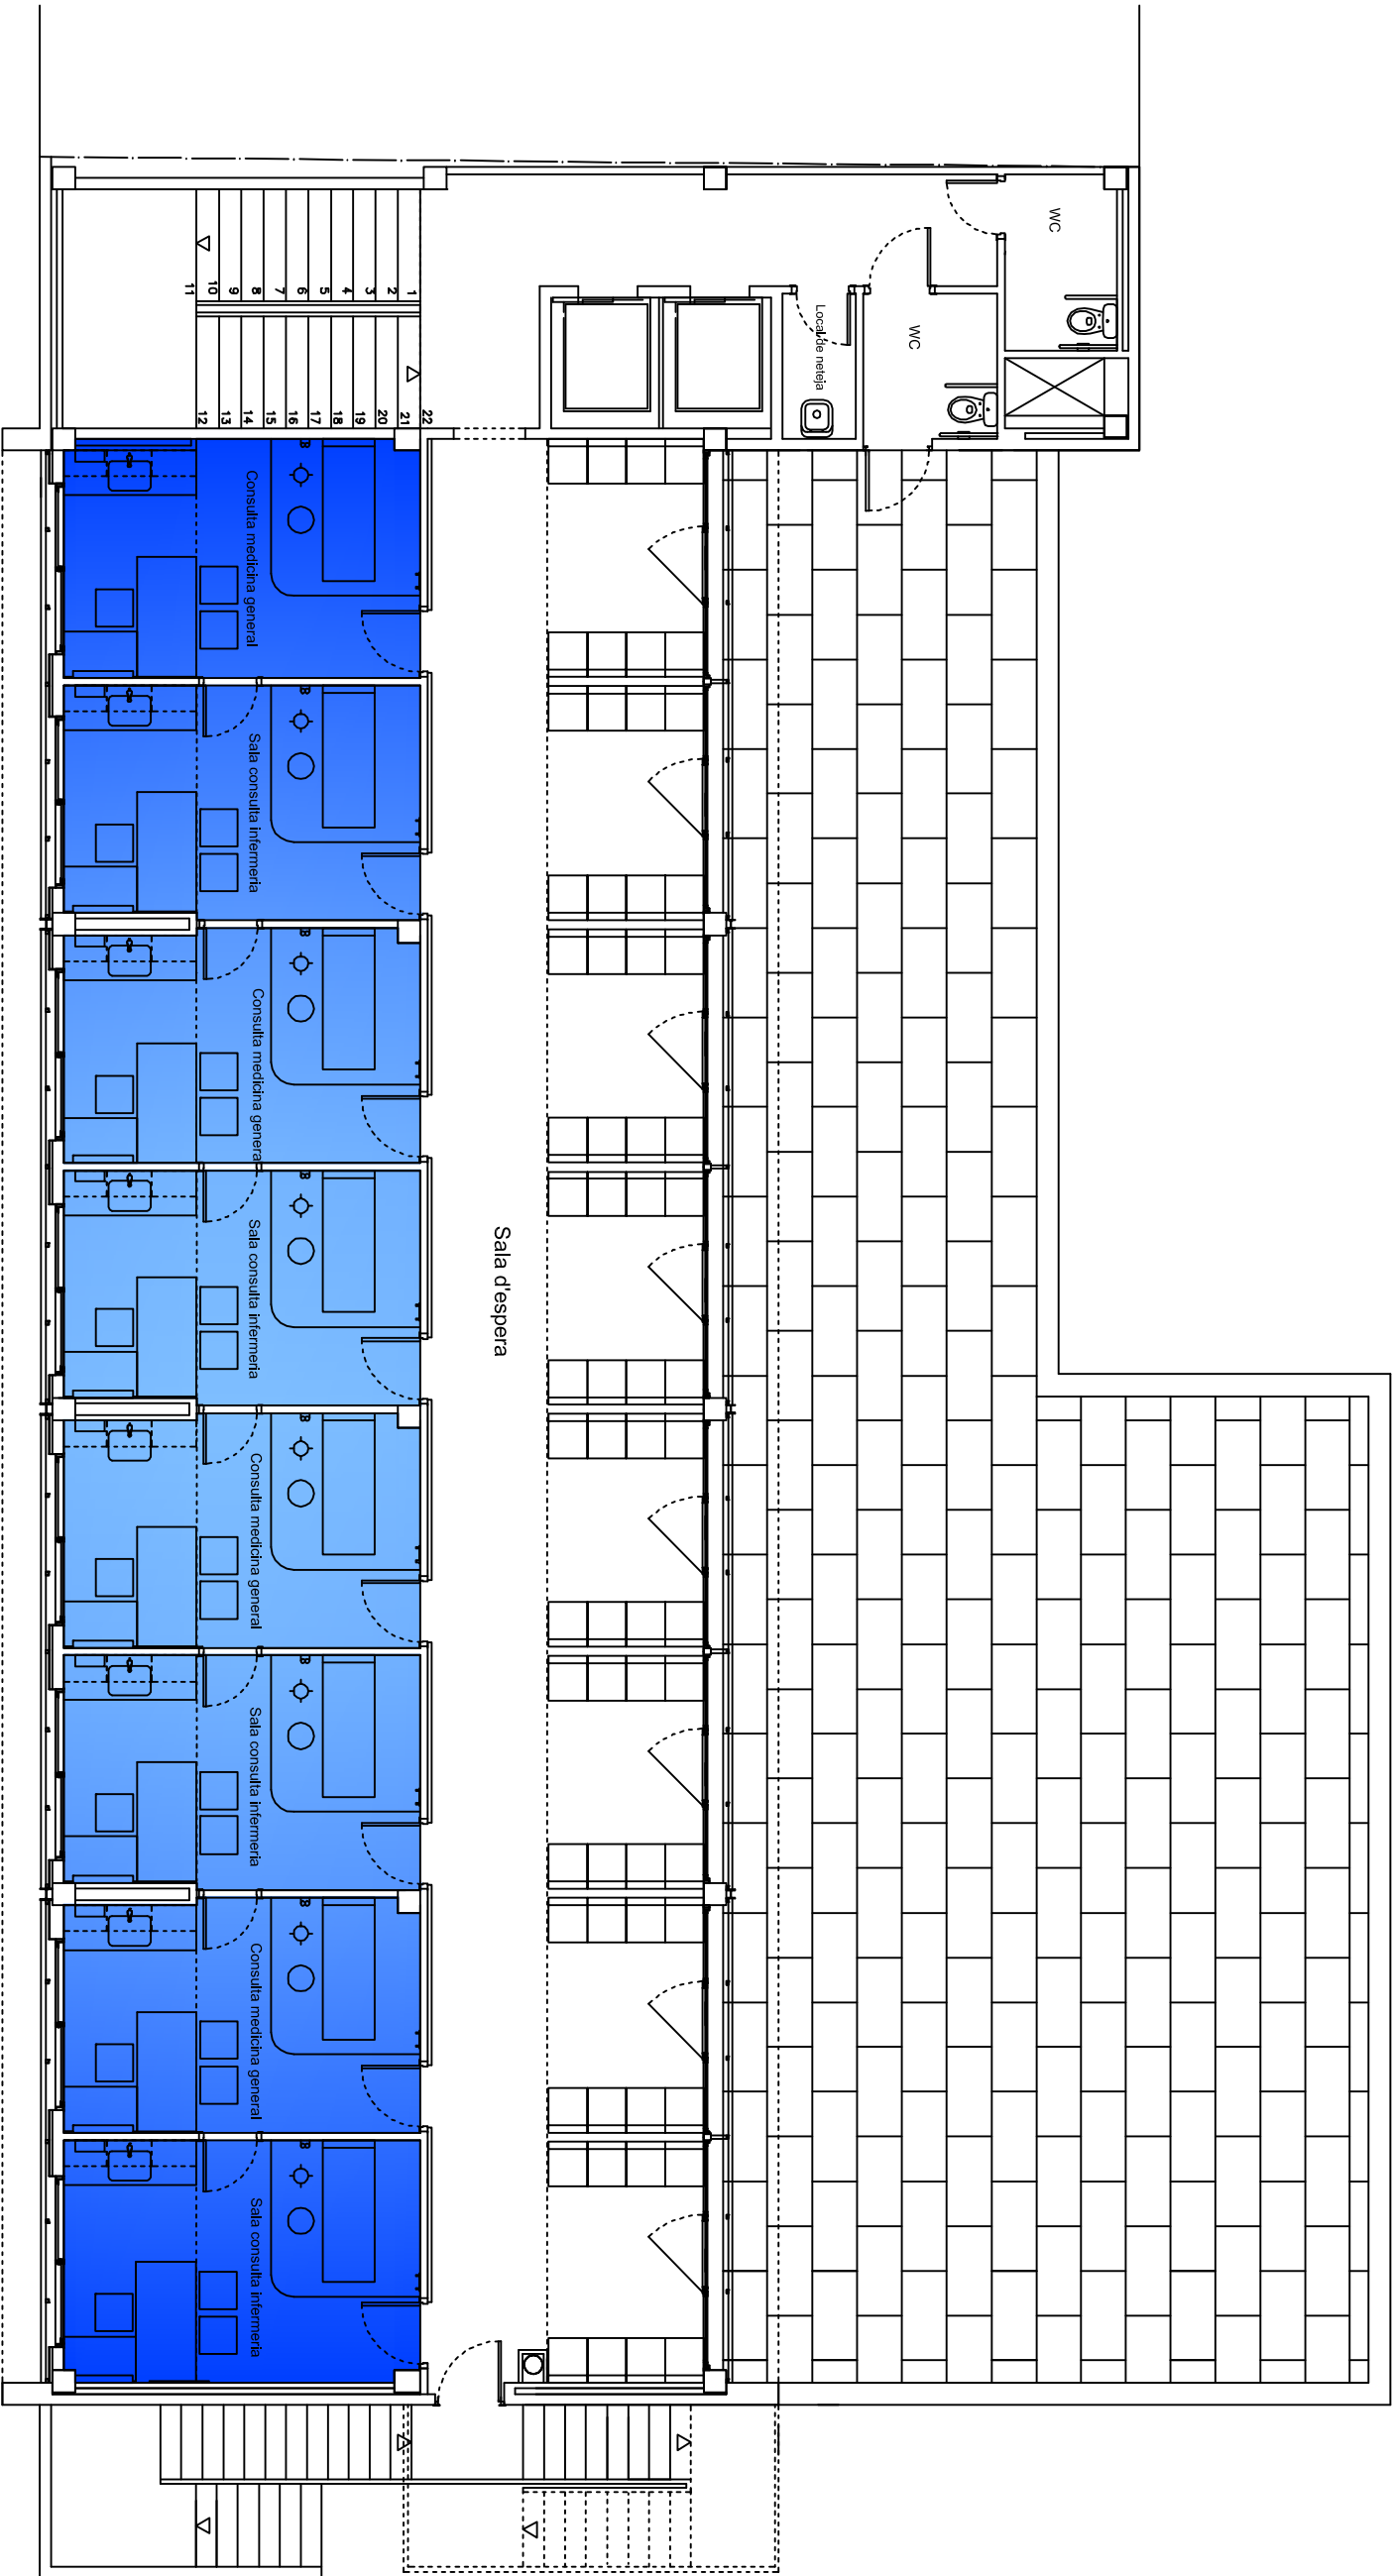 WC
WC
Local de neteja
1
2
3
4
5
6
7
8
9
10
11
22
21
20
19
18
17
16
15
14
13
12
Consulta medicina general
Sala consulta infermeria
Consulta medicina general
Sala consulta infermeria
Consulta medicina general
Sala consulta infermeria
Consulta medicina general
Sala consulta infermeria
Sala d'espera